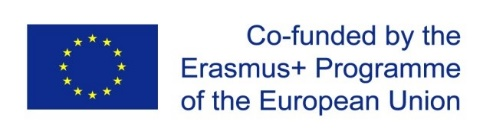 Co-funded by the
Erasmus+ Programme
of the European Union